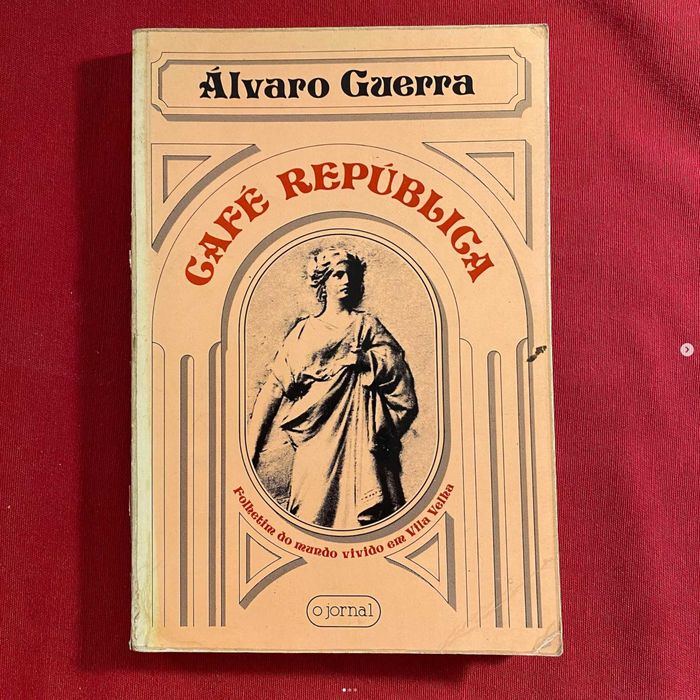 Álvaro Guerra
CAFÉ REPÚBLICA
Folhetim do mundo vivido em Vila Velha
o jornal